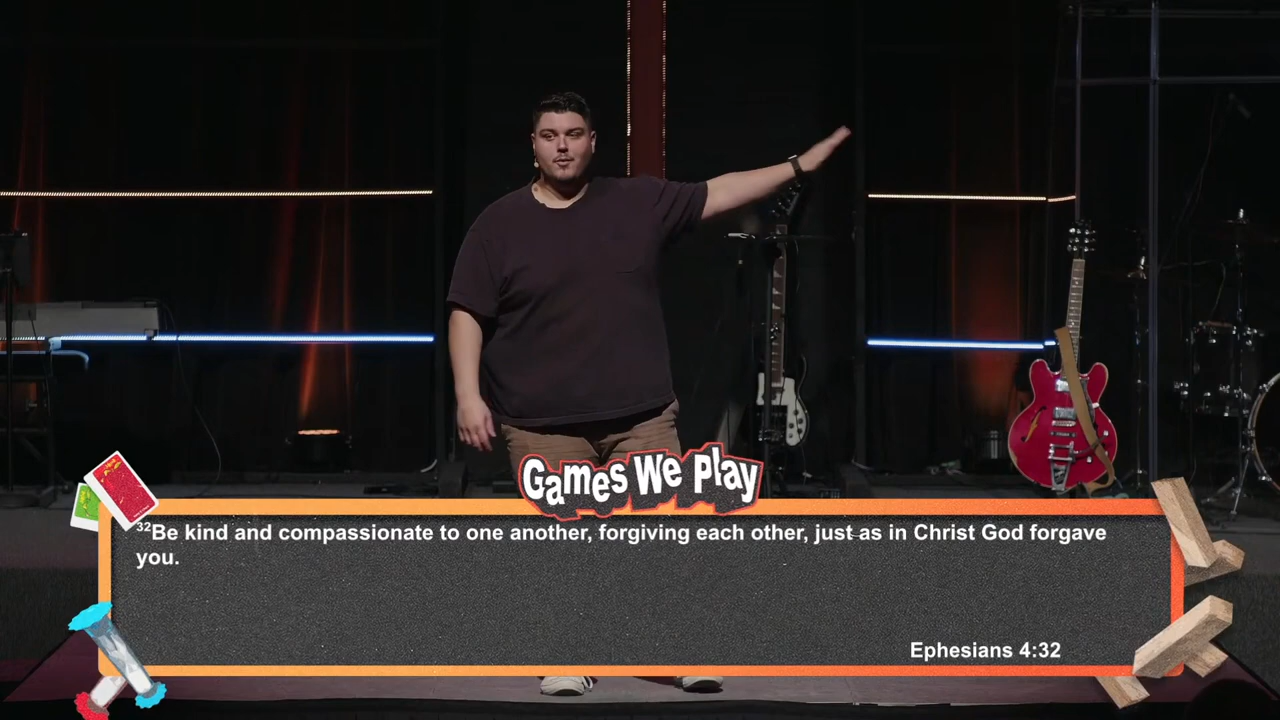 Games We Play
32Be kind and compassionate to one another, forgiving each other, just as in Christ God forgave
you.
Ephesians 4:32